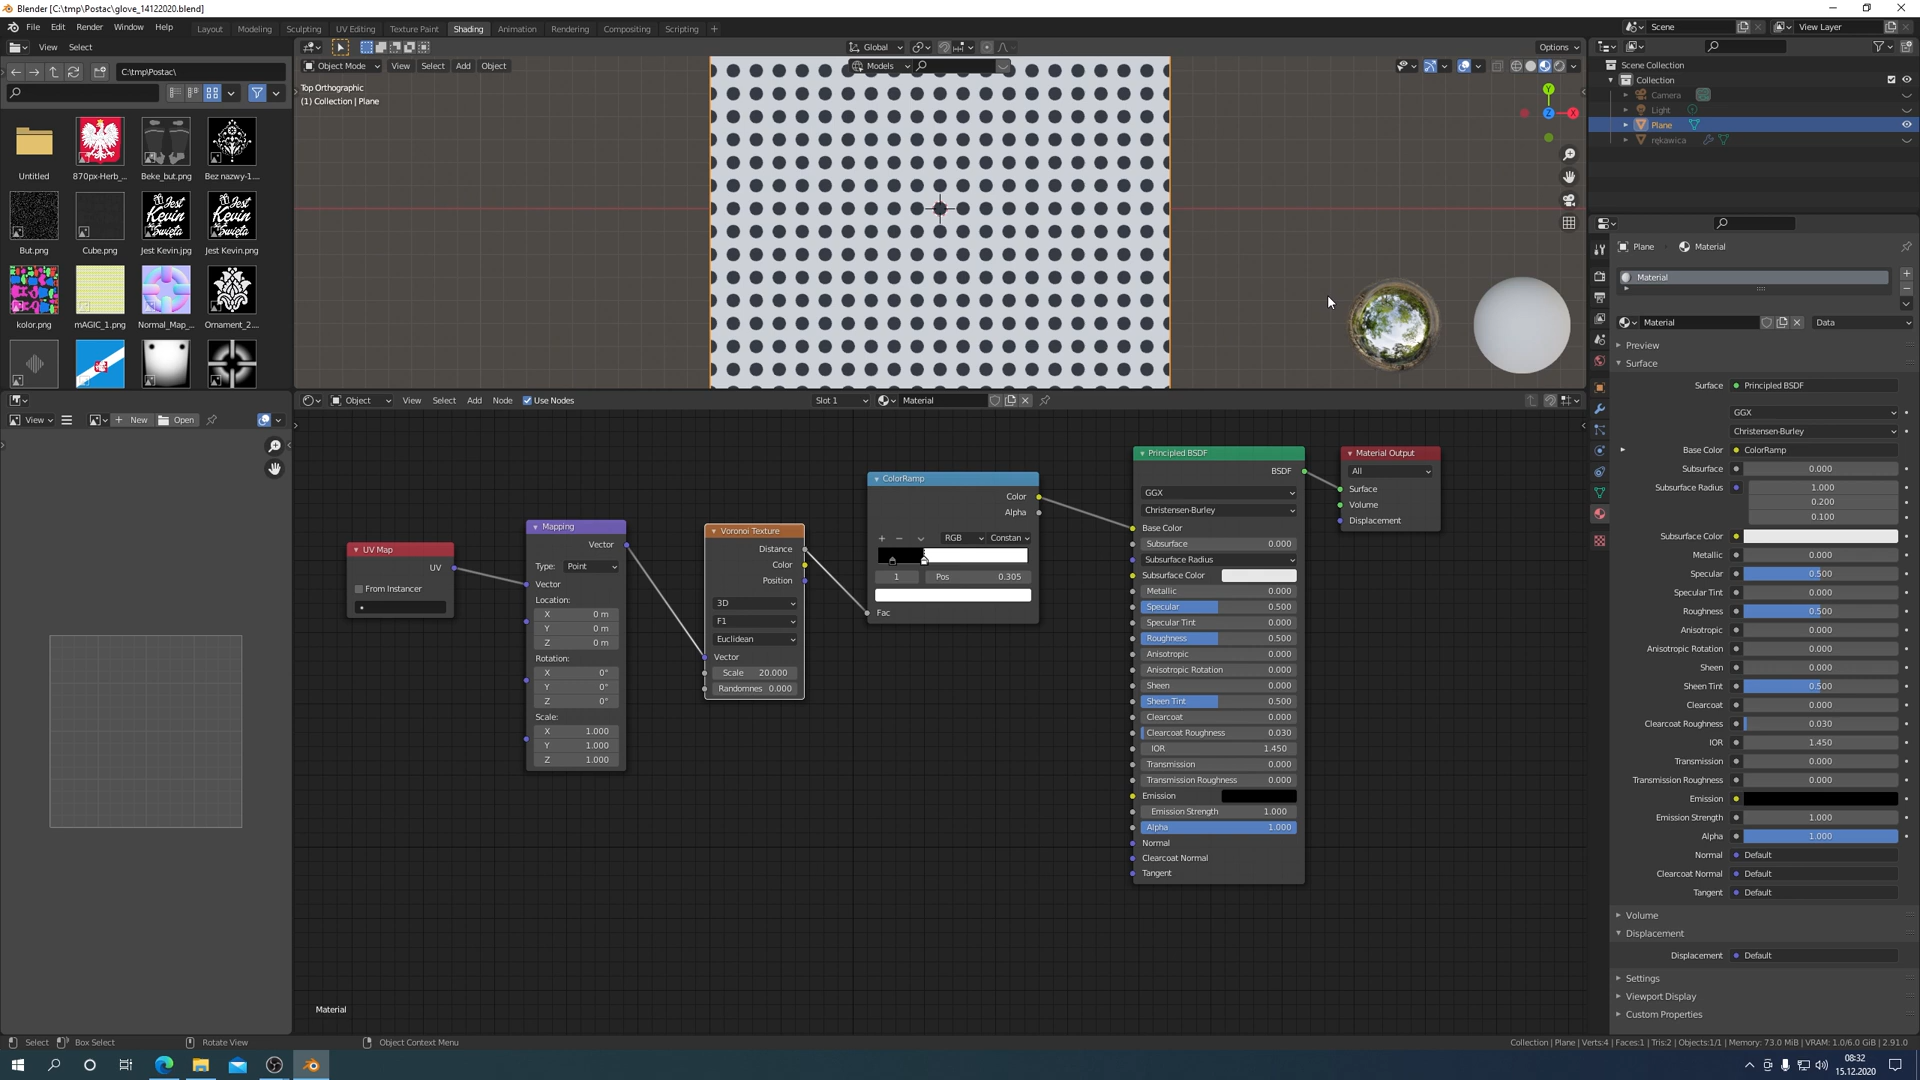 Blender [C:\tmp\Postac\glove_14122020.blend]
File Edit Render Window Help
Layout Modeling Sculpting UV Editing Texture Paint Shading Animation Rendering Compositing Scripting
Scene
View Layer
View Select
Global
Options
C:\tmp\Postac\
Object Mode View Select Add Object
Models
Top Orthographic
(1) Collection | Plane
Y
Z
X
Scene Collection
Collection
Camera
Light
Plane
rękawica
Untitled
870px-Herb_...
Beke_but.png
Bez nazwy-1....
But.png
Cube.png
Jest Kevin.jpg
Jest Kevin.png
Jest
Kevin
Święta
Jest
Kevin
Święta
kolor.png
mAGIC_1.png
Normal_Map_...
Ornament_2....
Plane Material
Material
Material
Data
Preview
Surface
Surface Principled BSDF
GGX
Christensen-Burley
Base Color ColorRamp
Subsurface 0.000
Subsurface Radius 1.000
0.200
0.100
Subsurface Color
Metallic 0.000
Specular 0.500
Specular Tint 0.000
Roughness 0.500
Anisotropic 0.000
Anisotropic Rotation 0.000
Sheen 0.000
Sheen Tint 0.500
Clearcoat 0.000
Clearcoat Roughness 0.030
IOR 1.450
Transmission 0.000
Transmission Roughness 0.000
Emission
Emission Strength 1.000
Alpha 1.000
Normal Default
Clearcoat Normal Default
Tangent Default
Volume
Displacement
Displacement Default
Settings
Viewport Display
Custom Properties
View
New
Open
Object View Select Add Node Use Nodes
Slot 1
Material
UV Map
UV
From Instancer
Mapping
Vector
Type: Point
Vector
Location:
X 0 m
Y 0 m
Z 0 m
Rotation:
X 0°
Y 0°
Z 0°
Scale:
X 1.000
Y 1.000
Z 1.000
Voronoi Texture
Distance
Color
Position
3D
F1
Euclidean
Vector
Scale 20.000
Randomnes 0.000
ColorRamp
Color
Alpha
RGB
Constan
1
Pos 0.305
Fac
Principled BSDF
BSDF
GGX
Christensen-Burley
Base Color
Subsurface 0.000
Subsurface Radius
Subsurface Color
Metallic 0.000
Specular 0.500
Specular Tint 0.000
Roughness 0.500
Anisotropic 0.000
Anisotropic Rotation 0.000
Sheen 0.000
Sheen Tint 0.500
Clearcoat 0.000
Clearcoat Roughness 0.030
IOR 1.450
Transmission 0.000
Transmission Roughness 0.000
Emission
Emission Strength 1.000
Alpha 1.000
Normal
Clearcoat Normal
Tangent
Material Output
All
Surface
Volume
Displacement
Material
Select
Box Select
Rotate View
Object Context Menu
Collection | Plane | Verts:4 | Faces:1 | Tris:2 | Objects:1/1 | Memory: 73.0 MiB | VRAM: 1.0/6.0 GiB | 2.91.0
08:32
15.12.2020